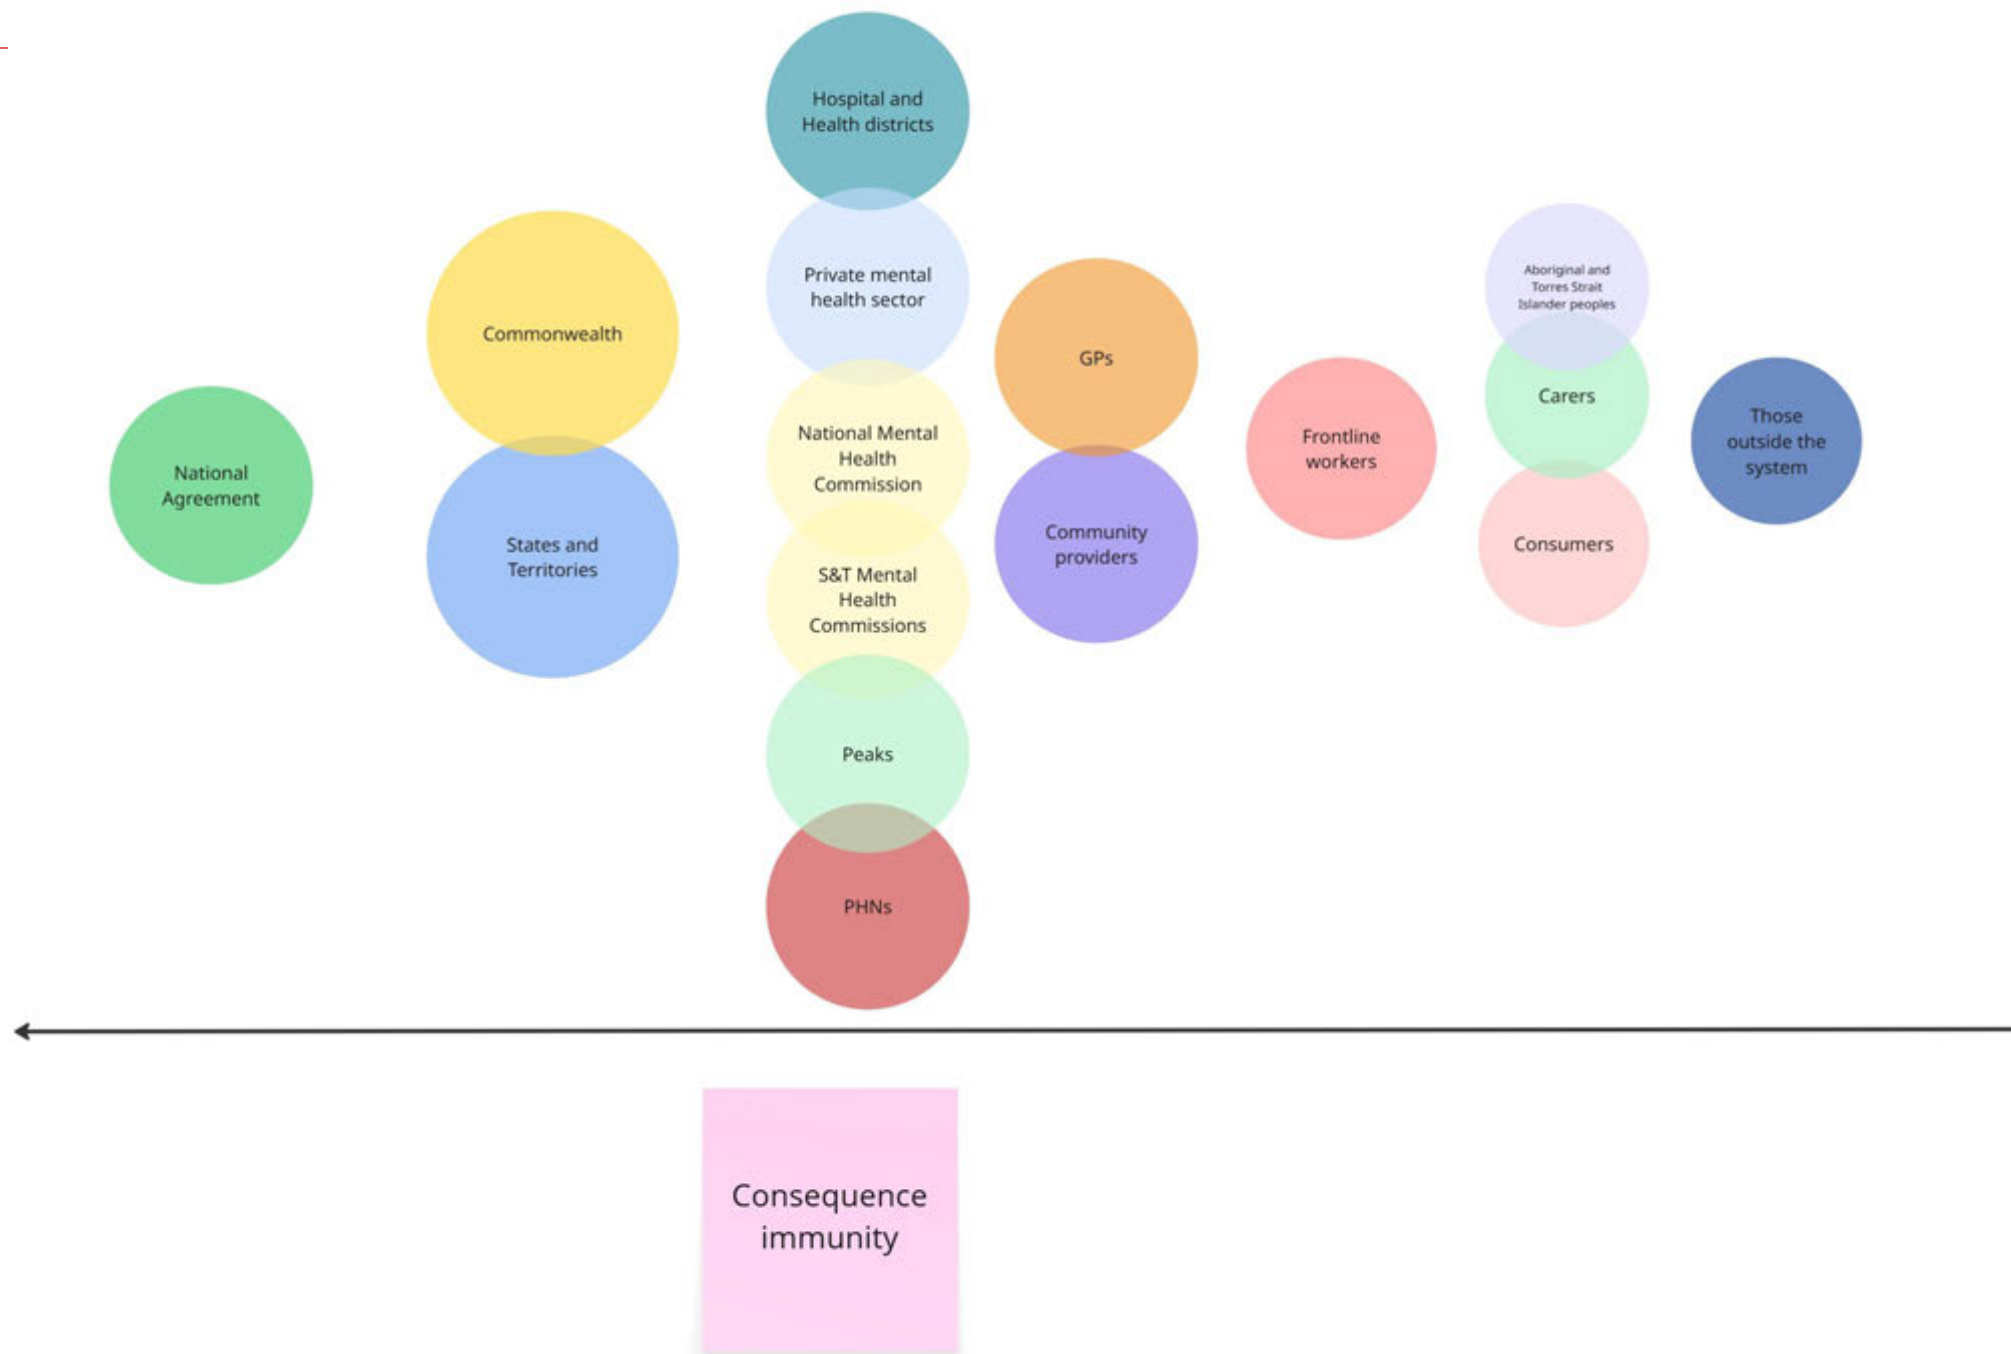 National
Agreement
Commonwealth
States and
Territories
Hospital and
Health districts
Private mental
health sector
National Mental
Health
Commission
S&T Mental
Health
Commissions
Peaks
PHNs
GPs
Community
providers
Frontline
workers
Aboriginal and
Torres Strait
Islander peoples
Carers
Consumers
Those
outside the
system
Consequence
immunity